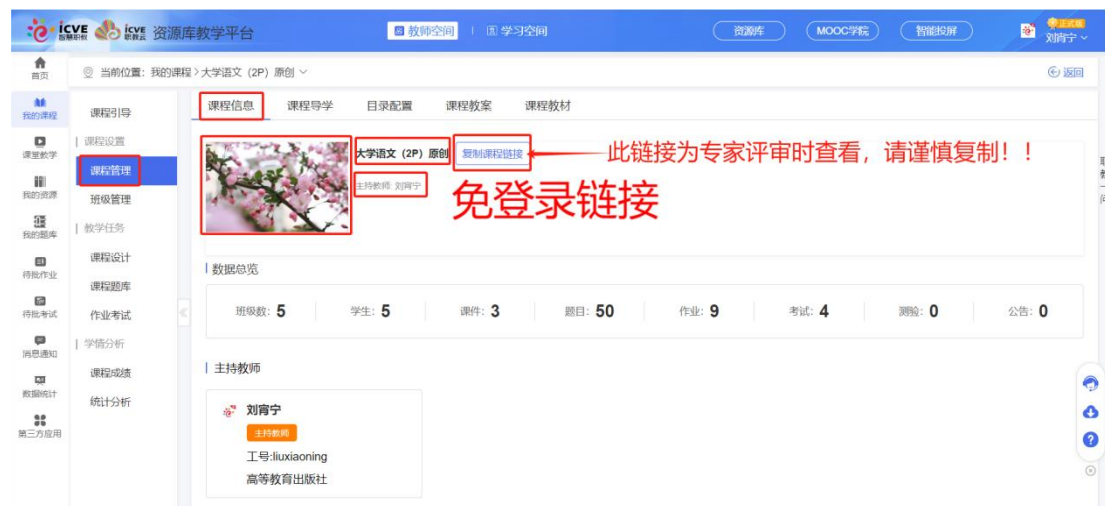 icve 智慧职教 icve 职教云 资源库教学平台 教师空间 学习空间 资源库 MOOC学院 智能投屏 正式版 刘宵宁
首页
当前位置：我的课程 > 大学语文（2P）原创
返回
我的课程
课堂教学
我的资源
我的题库
待批作业
待批考试
消息通知
数据统计
第三方应用
课程引导
课程设置
课程管理
班级管理
教学任务
课程设计
课程题库
作业考试
学情分析
课程成绩
统计分析
课程信息 课程导学 目录配置 课程教案 课程教材
大学语文（2P）原创 复制课程链接 此链接为专家评审时查看，请谨慎复制！！
主持教师 刘宵宁
免登录链接
数据总览
班级数: 5 学生: 5 课件: 3 题目: 50 作业: 9 考试: 4 测验: 0 公告: 0
主持教师
刘宵宁
主持教师
工号:liuxiaoning
高等教育出版社